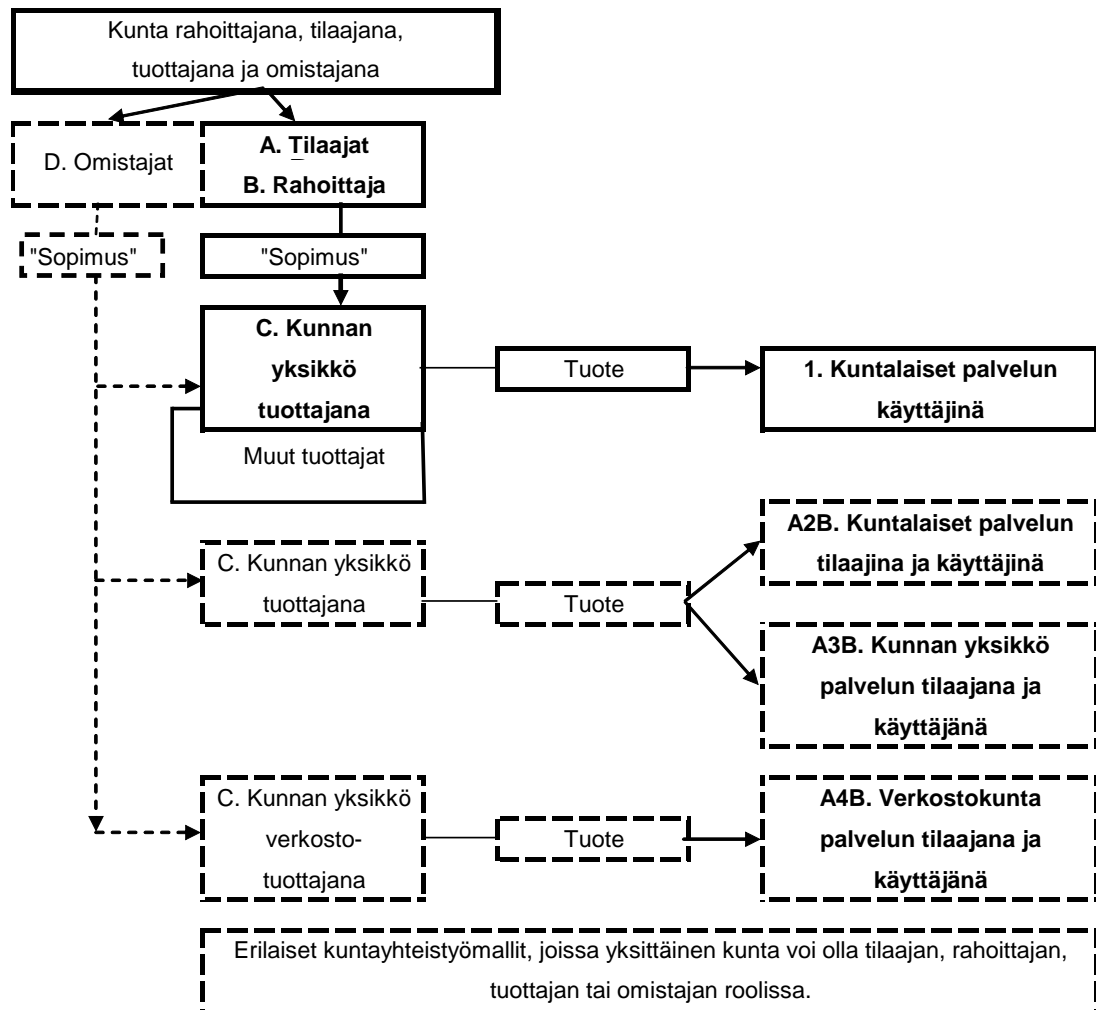 Kunta rahoittajana, tilaajana,
tuottajana ja omistajana
D. Omistajat
A. Tilaajat
B. Rahoittaja
"Sopimus"
"Sopimus"
C. Kunnan
yksikkö
tuottajana
Tuote
1. Kuntalaiset palvelun
käyttäjinä
Muut tuottajat
A2B. Kuntalaiset palvelun
tilaajina ja käyttäjinä
C. Kunnan yksikkö
tuottajana
Tuote
A3B. Kunnan yksikkö
palvelun tilaajana ja
käyttäjänä
C. Kunnan yksikkö
verkosto-
tuottajana
Tuote
A4B. Verkostokunta
palvelun tilaajana ja
käyttäjänä
Erilaiset kuntayhteistyömallit, joissa yksittäinen kunta voi olla tilaajan, rahoittajan,
tuottajan tai omistajan roolissa.